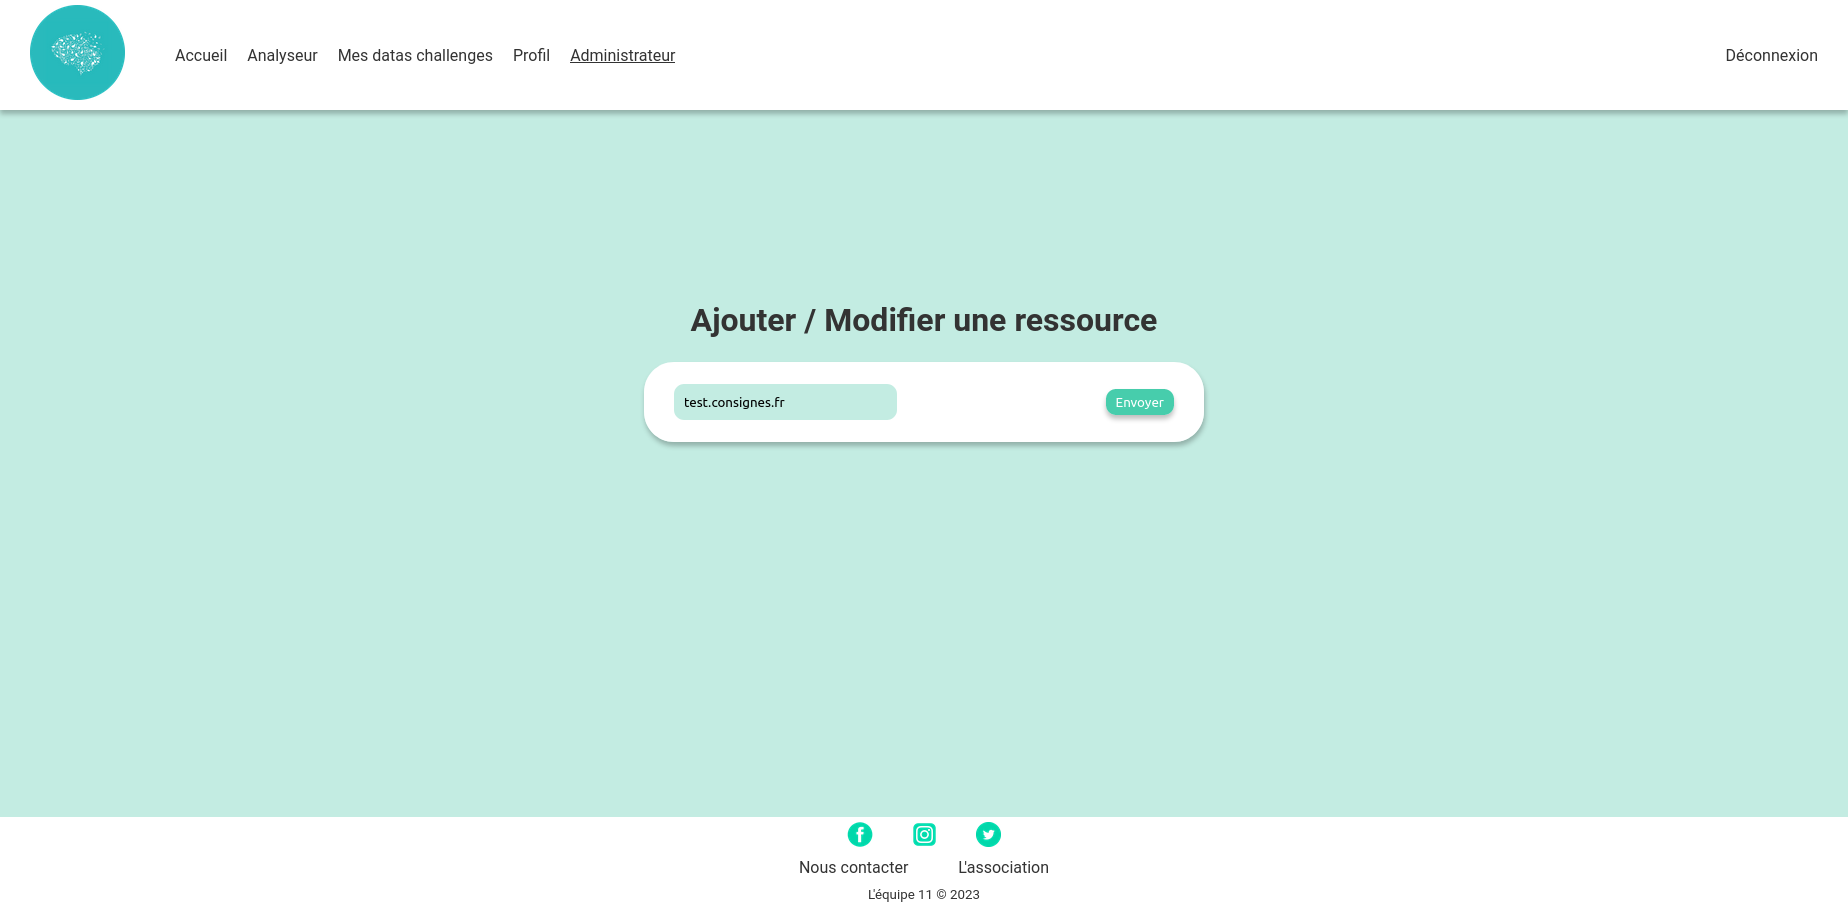 Accueil Analyseur Mes datas challenges Profil Administrateur Déconnexion
Ajouter / Modifier une ressource
test.consignes.fr Envoyer
Nous contacter L'association
L'équipe 11 © 2023